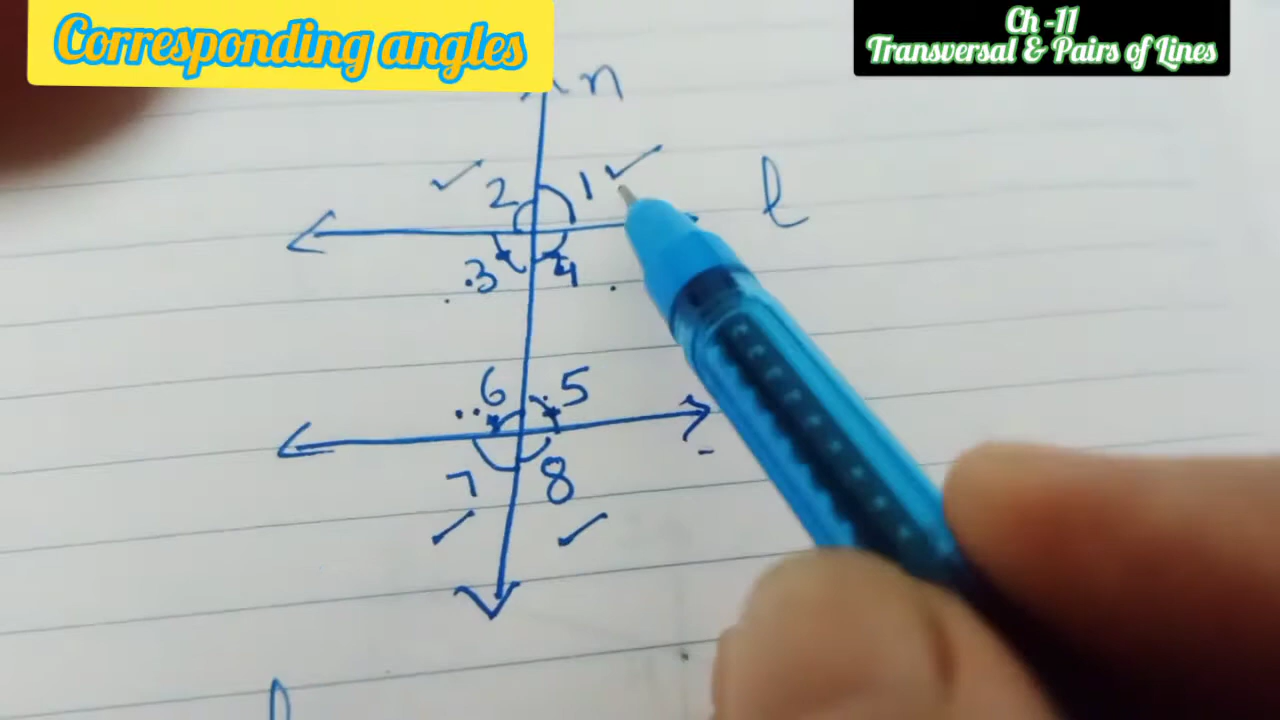 Corresponding angles
Ch -11
Transversal & Pairs of Lines
n
2 1
l
3 4
6 5
7 8